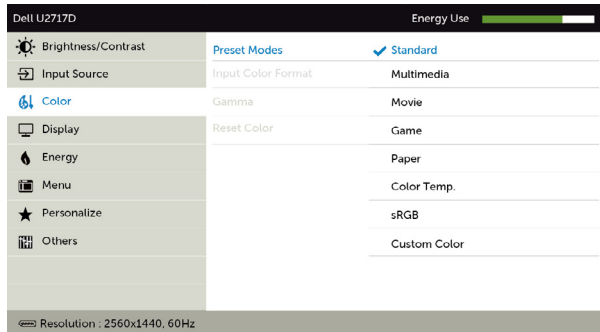 Dell U2717D
Energy Use
Brightness/Contrast
Input Source
Color
Display
Energy
Menu
Personalize
Others
Preset Modes
Input Color Format
Gamma
Reset Color
Standard
Multimedia
Movie
Game
Paper
Color Temp.
sRGB
Custom Color
Resolution : 2560x1440, 60Hz